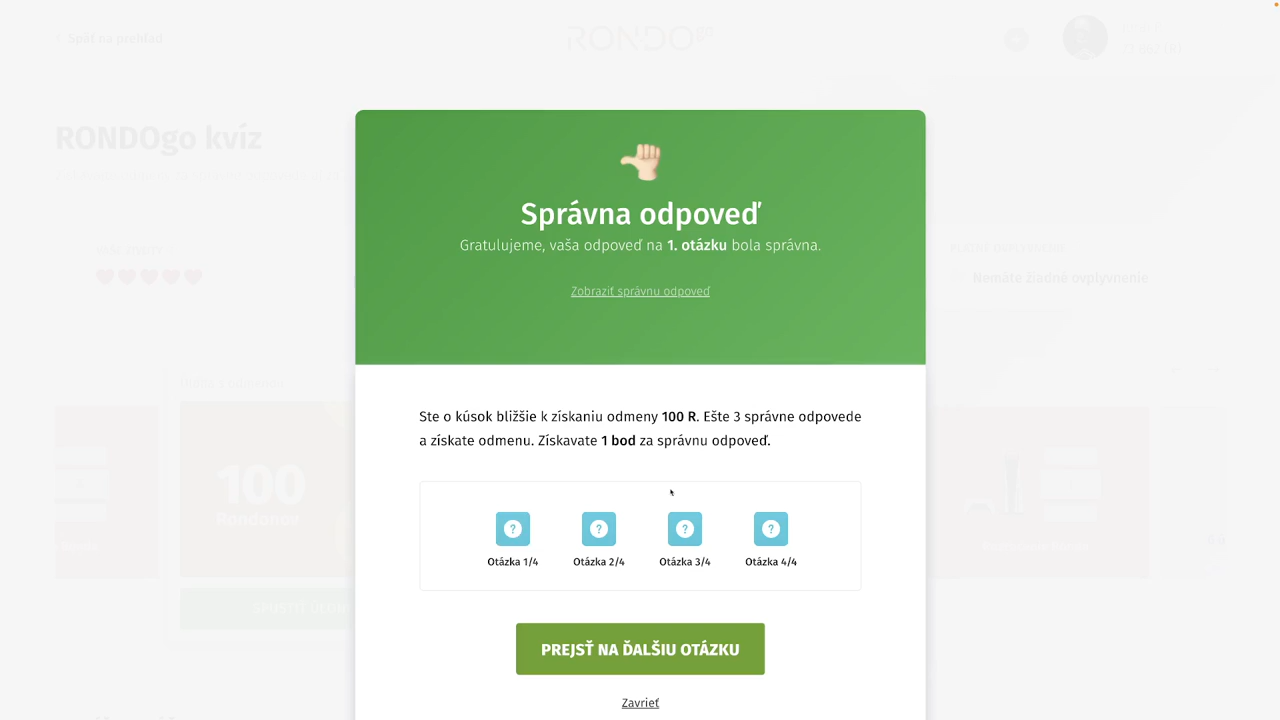 Späť na prehľad
RONDO
RONDOgo kvíz
Správna odpoveď
Gratulujeme, vaša odpoveď na 1. otázku bola správna.
Zobraziť správnu odpoveď
Nemáte žiadne ovplyvnenie
Ste o kúsok bližšie k získaniu odmeny 100 R. Ešte 3 správne odpovede
a získate odmenu. Získavate 1 bod za správnu odpoveď.
100
Rondonov
?
?
?
?
Otázka 1/4
Otázka 2/4
Otázka 3/4
Otázka 4/4
PREJSŤ NA ĎALŠIU OTÁZKU
Zavrieť